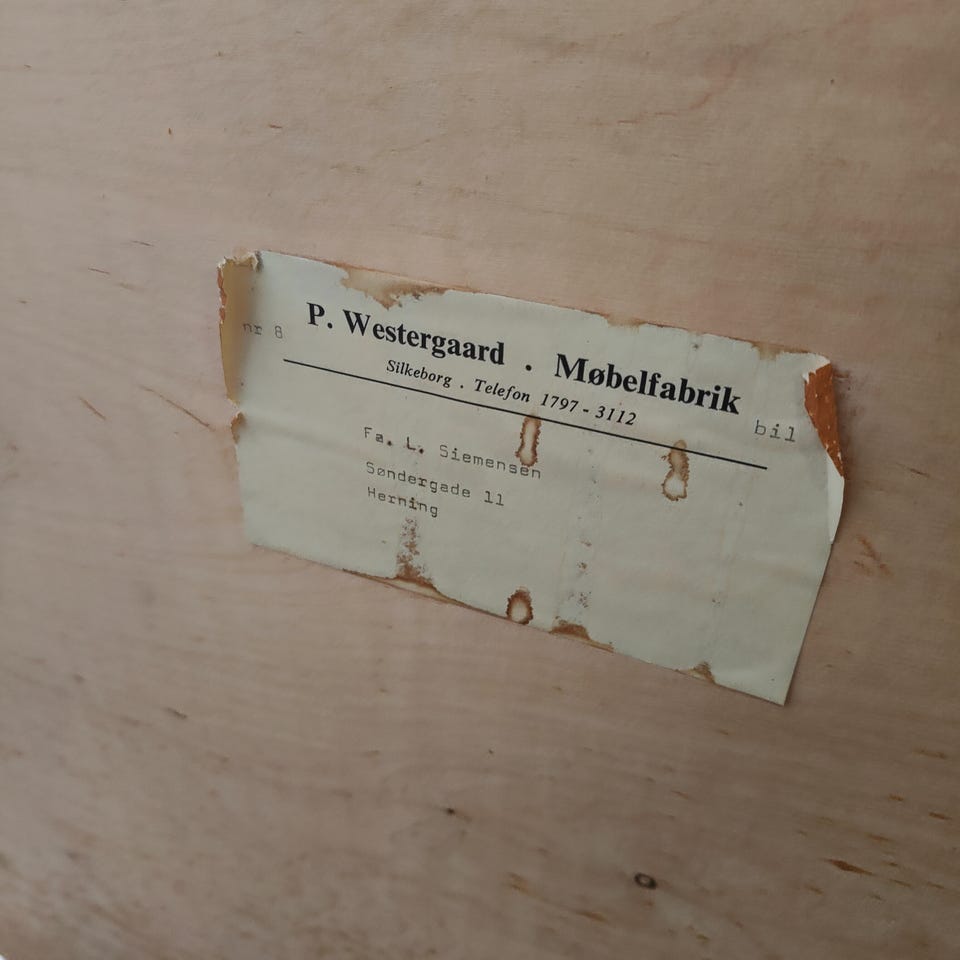 P. Westergaard . Møbelfabrik
nr 8
Silkeborg . Telefon 1797 - 3112
bil
Fa. L. Siemensen
Søndergade 11
Herning